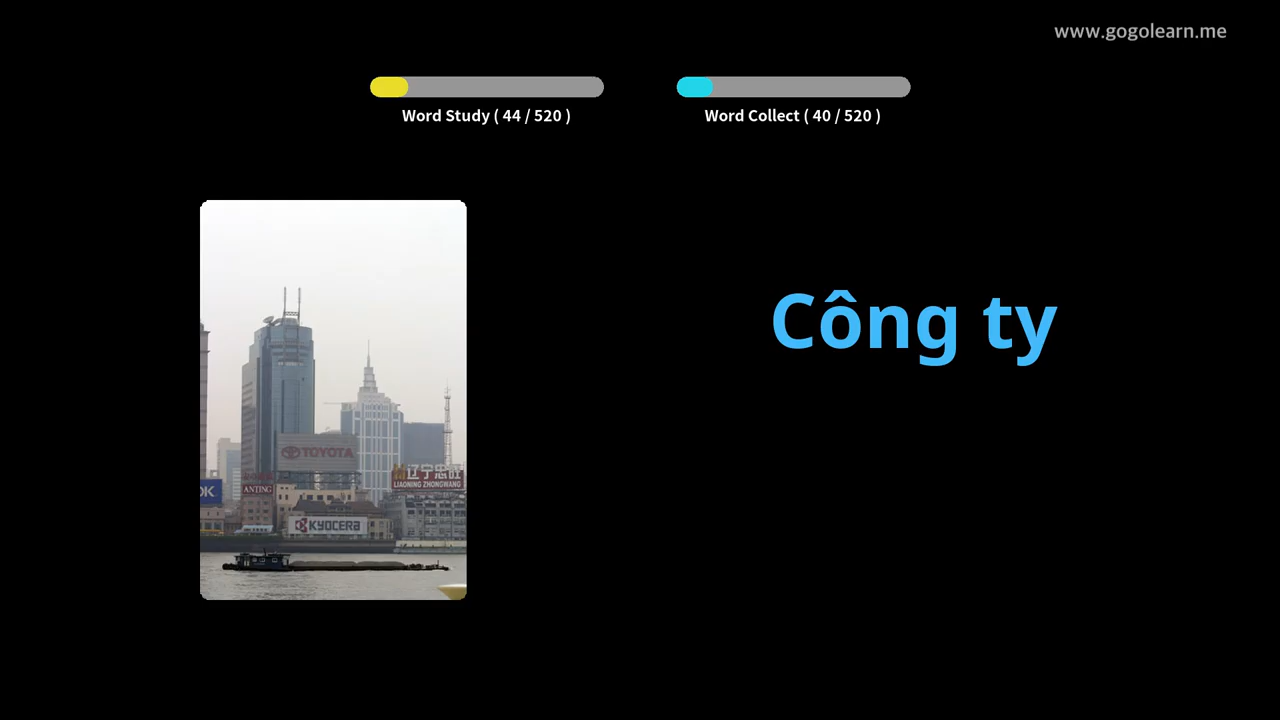 www.gogolearn.me
Word Study ( 44 / 520 )
Word Collect ( 40 / 520 )
Công ty
TOYOTA
辽宁忠旺
LIAONING ZHONGWANG
OK
ANTING
KYOCERA